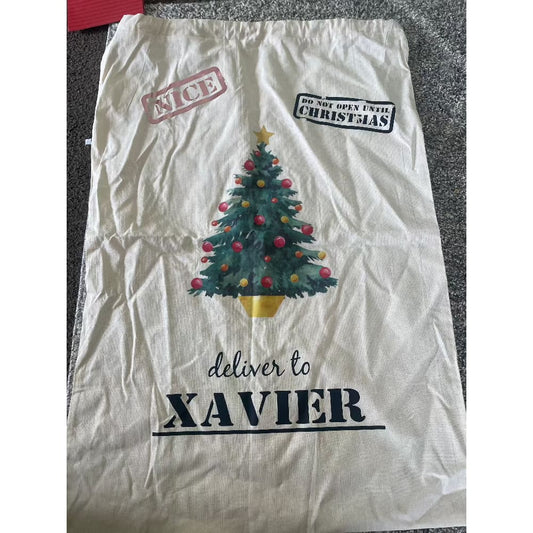 NICE
DO NOT OPEN UNTIL
CHRISTMAS
deliver to
XAVIER